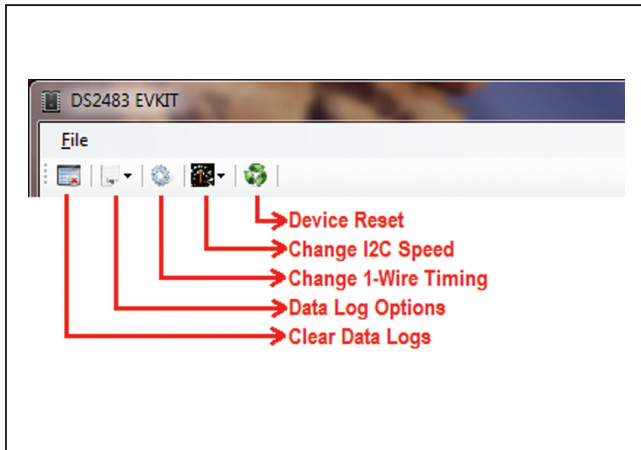 DS2483 EVKIT
File
Device Reset
Change I2C Speed
Change 1-Wire Timing
Data Log Options
Clear Data Logs